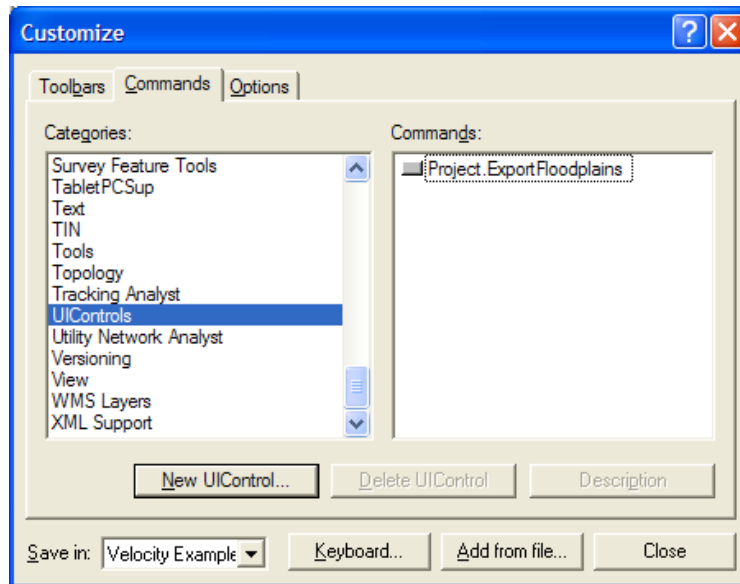 Customize
Toolbars Commands Options
Categories: Commands:
Survey Feature Tools Project.ExportFloodplains
TabletPCSup
Text
TIN
Tools
Topology
Tracking Analyst
UIControls
Utility Network Analyst
Versioning
View
WMS Layers
XML Support
New UIControl... Delete UIControl Description
Save in: Velocity Example Keyboard... Add from file... Close